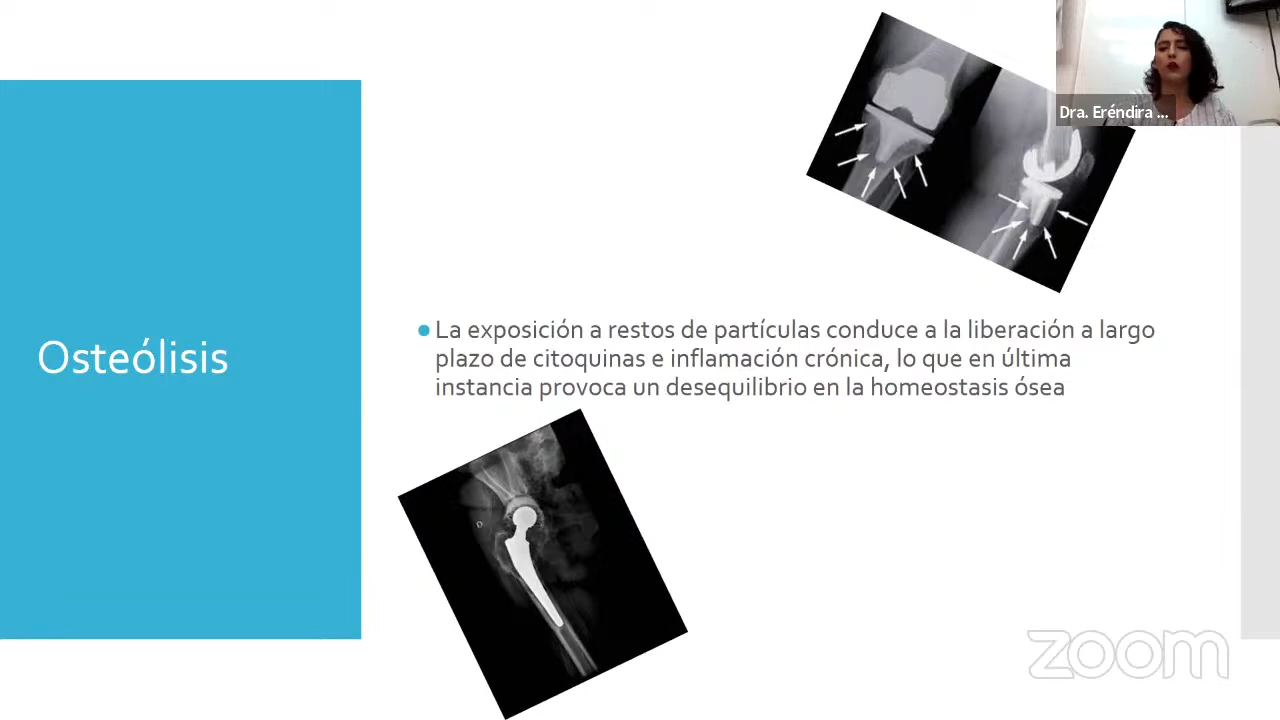 Dra. Eréndira ...
Osteólisis
La exposición a restos de partículas conduce a la liberación a largo
plazo de citoquinas e inflamación crónica, lo que en última
instancia provoca un desequilibrio en la homeostasis ósea
D
zoom